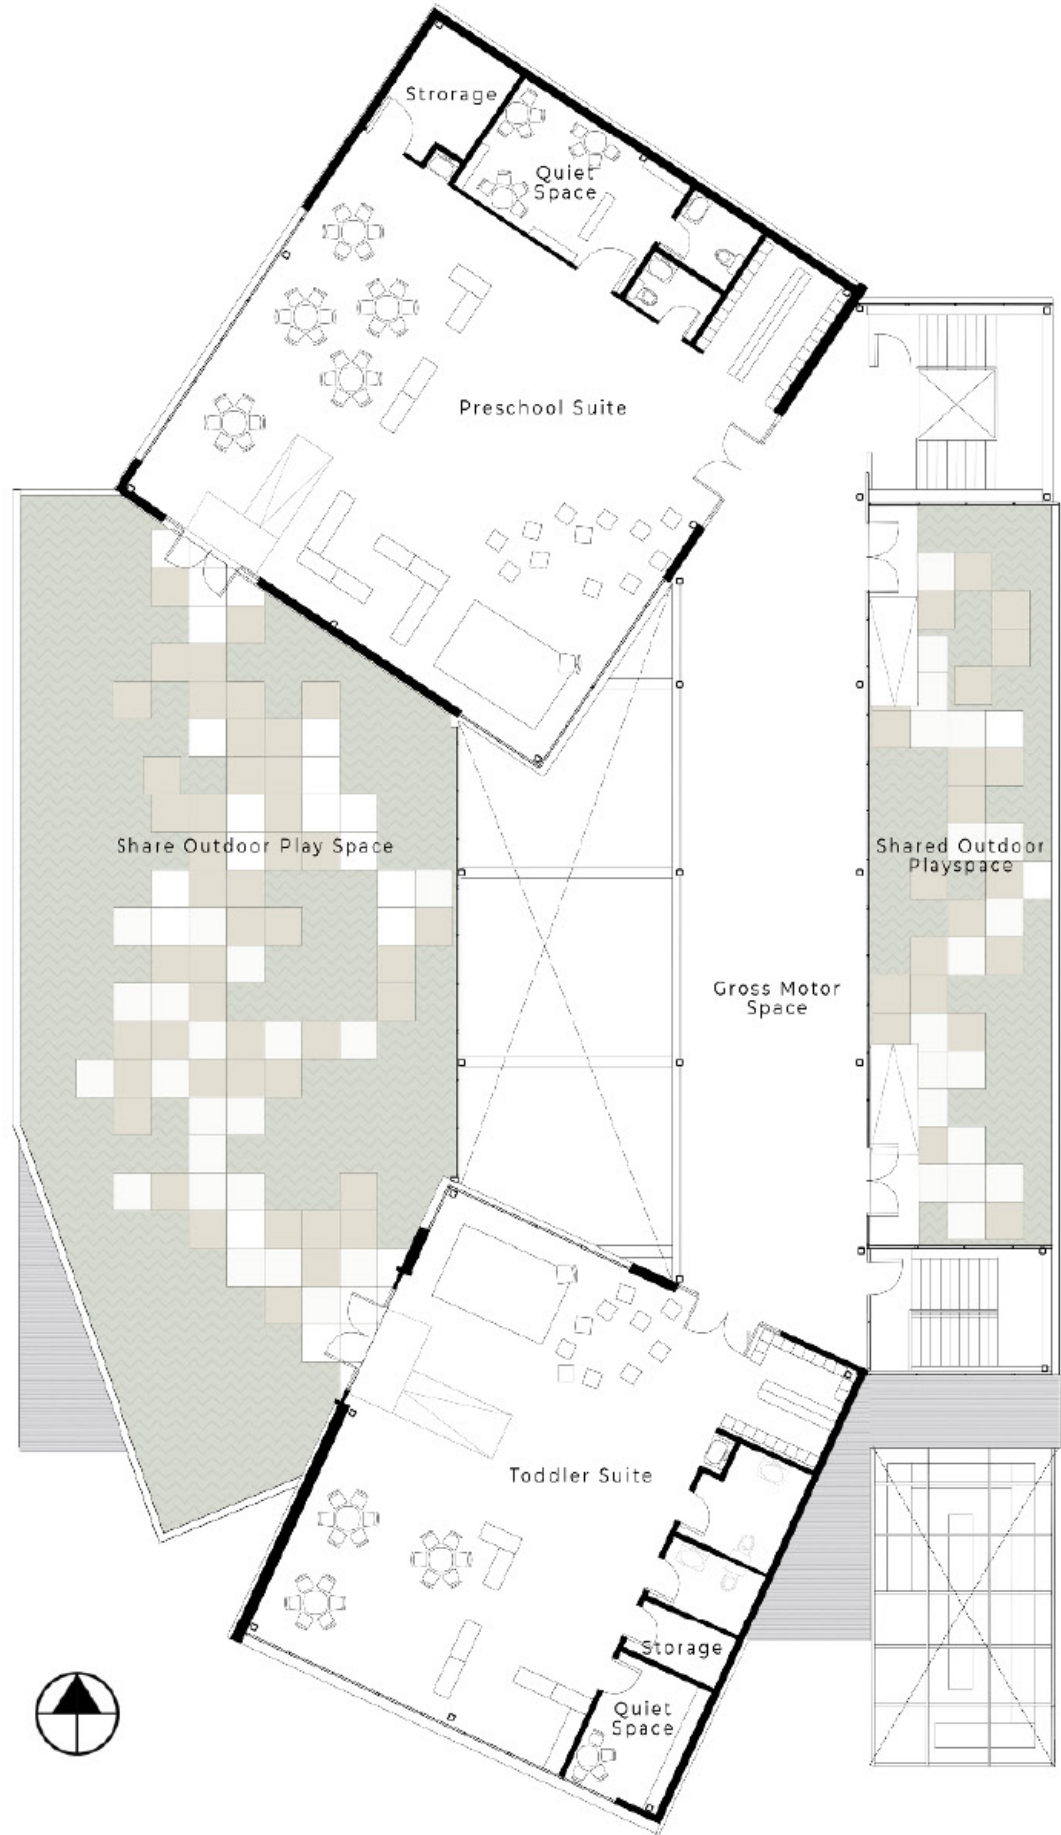 Strorage
Quiet
Space
Preschool Suite
Share Outdoor Play Space
Shared Outdoor
Playspace
Gross Motor
Space
Toddler Suite
Storage
Quiet
Space